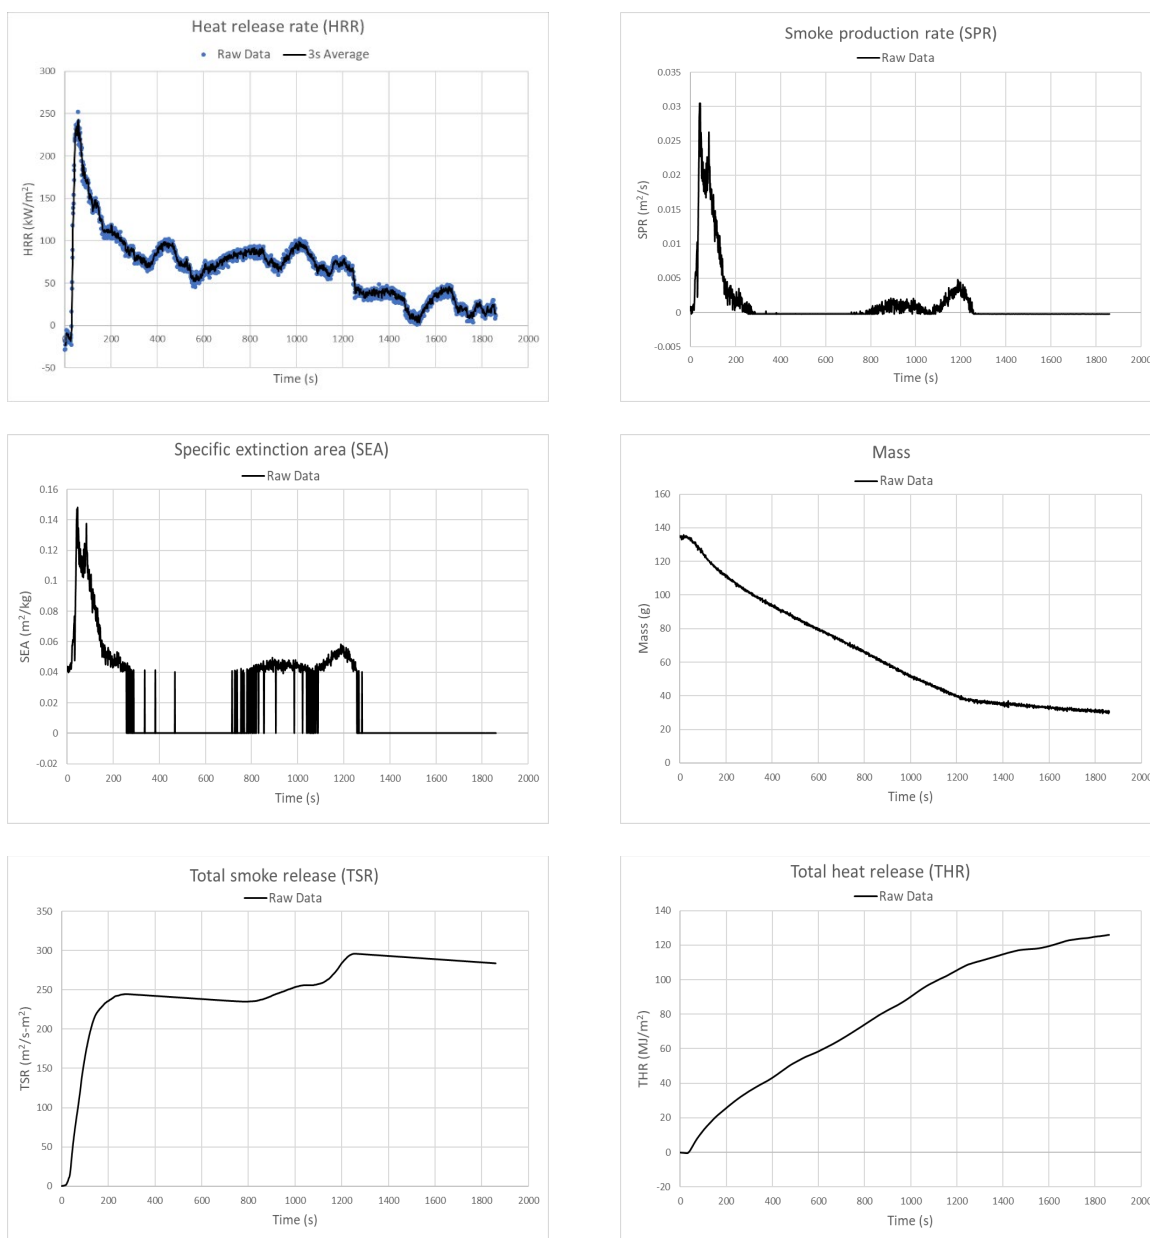 Heat release rate (HRR)
Raw Data 3s Average
300
250
200
150
100
50
0
-50
HRR (kW/m²)
0 200 400 600 800 1000 1200 1400 1600 1800 2000
Time (s)
Smoke production rate (SPR)
Raw Data
0.035
0.03
0.025
0.02
0.015
0.01
0.005
0
-0.005
SPR (m²/s)
0 200 400 600 800 1000 1200 1400 1600 1800 2000
Time (s)
Specific extinction area (SEA)
Raw Data
0.16
0.14
0.12
0.1
0.08
0.06
0.04
0.02
0
-0.02
SEA (m²/kg)
0 200 400 600 800 1000 1200 1400 1600 1800 2000
Time (s)
Mass
Raw Data
160
140
120
100
80
60
40
20
0
Mass (g)
0 200 400 600 800 1000 1200 1400 1600 1800 2000
Time (s)
Total smoke release (TSR)
Raw Data
350
300
250
200
150
100
50
0
TSR (m²/s-m²)
0 200 400 600 800 1000 1200 1400 1600 1800 2000
Time (s)
Total heat release (THR)
Raw Data
140
120
100
80
60
40
20
0
-20
THR (MJ/m²)
0 200 400 600 800 1000 1200 1400 1600 1800 2000
Time (s)